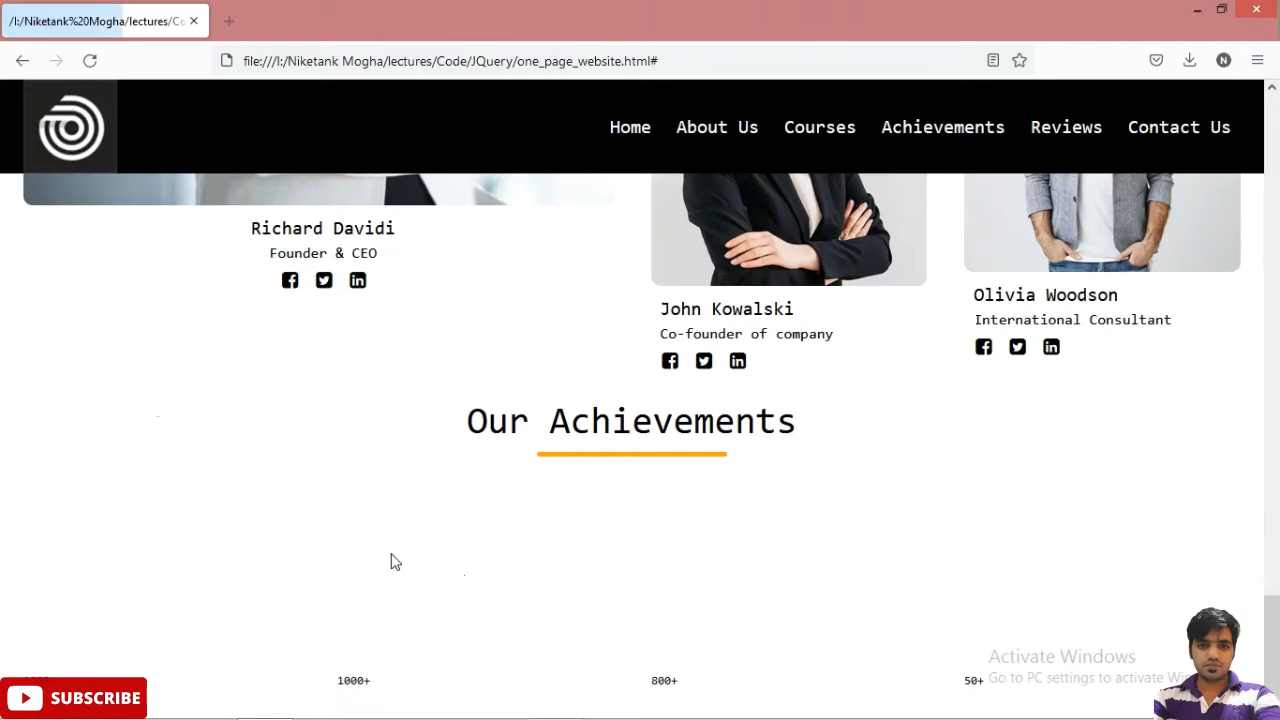 /I:/Niketank%20Mogha/lectures/Co
file:///I:/Niketank Mogha/lectures/Code/JQuery/one_page_website.html#
N
Home About Us Courses Achievements Reviews Contact Us
Richard Davidi
Founder & CEO
John Kowalski
Co-founder of company
Olivia Woodson
International Consultant
Our Achievements
1000+ 800+ 50+
Activate Windows
Go to PC settings to activate
SUBSCRIBE